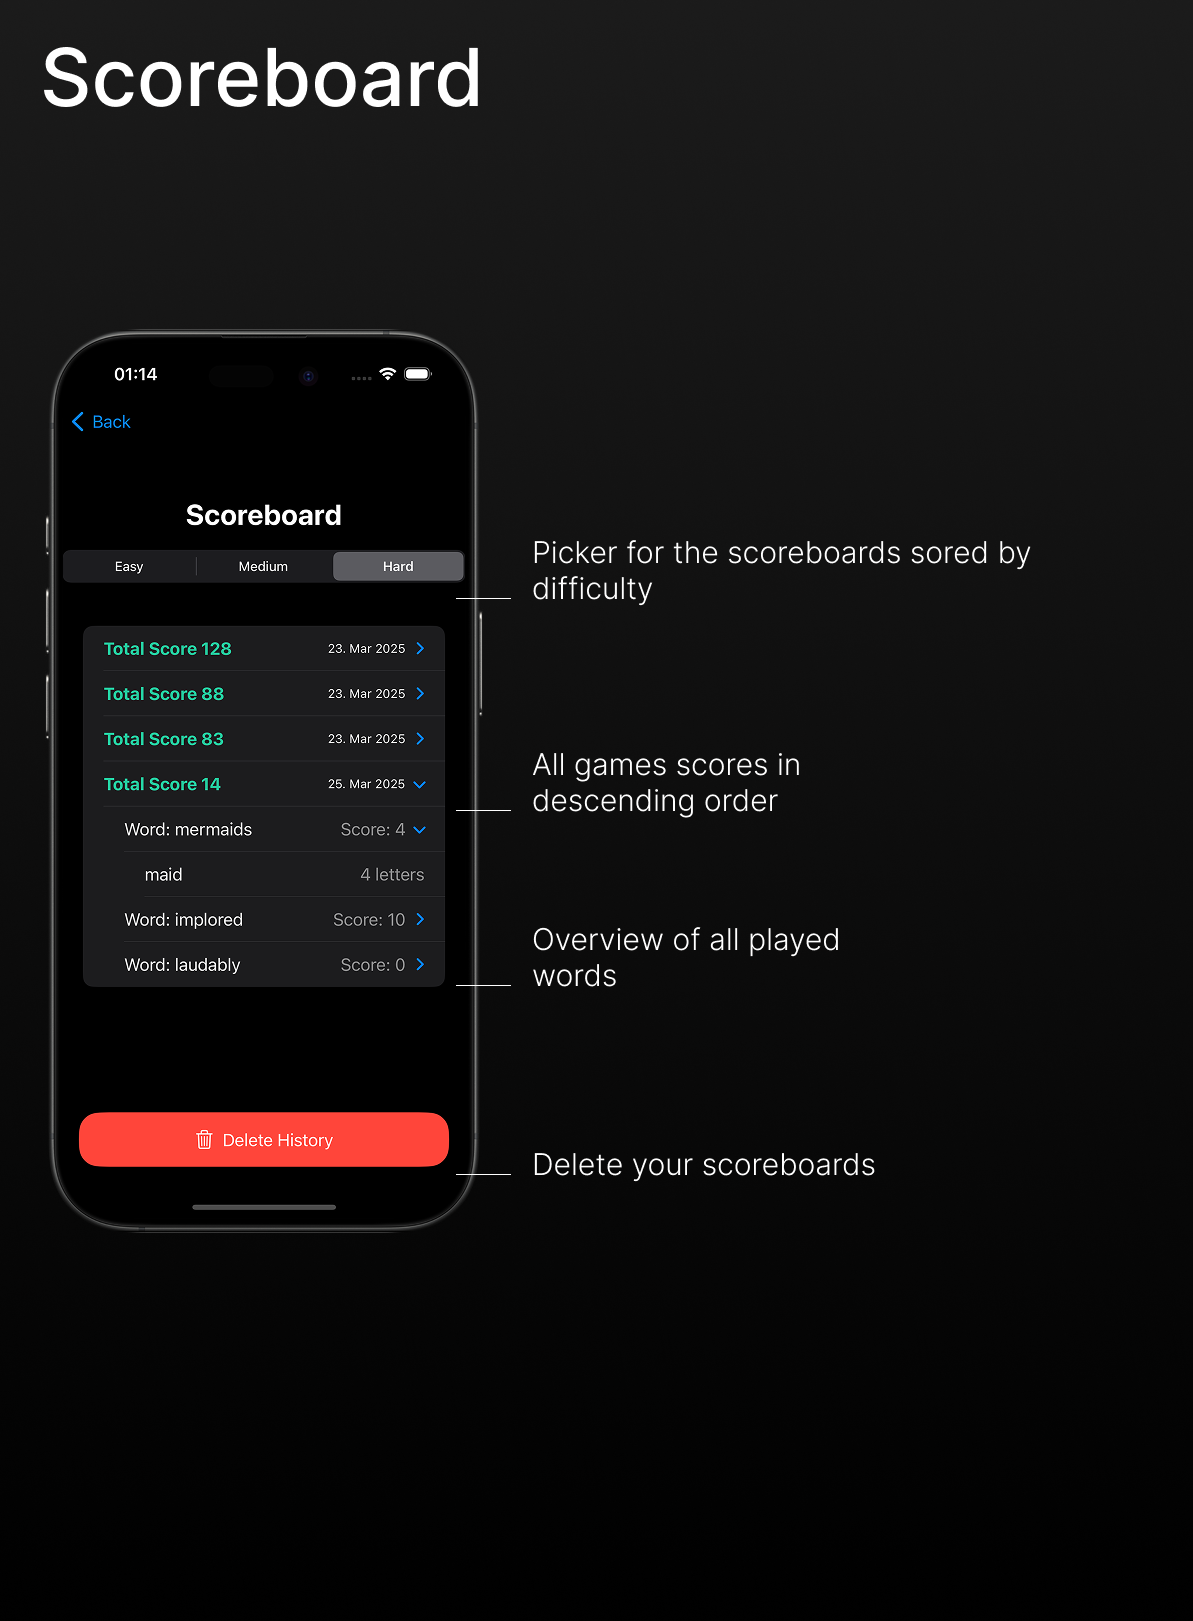 Scoreboard
01:14
Back
Scoreboard
Easy Medium Hard
Picker for the scoreboards sored by
difficulty
Total Score 128 23. Mar 2025
Total Score 88 23. Mar 2025
Total Score 83 23. Mar 2025
Total Score 14 25. Mar 2025
All games scores in
descending order
Word: mermaids Score: 4
maid 4 letters
Word: implored Score: 10
Word: laudably Score: 0
Overview of all played
words
Delete History
Delete your scoreboards